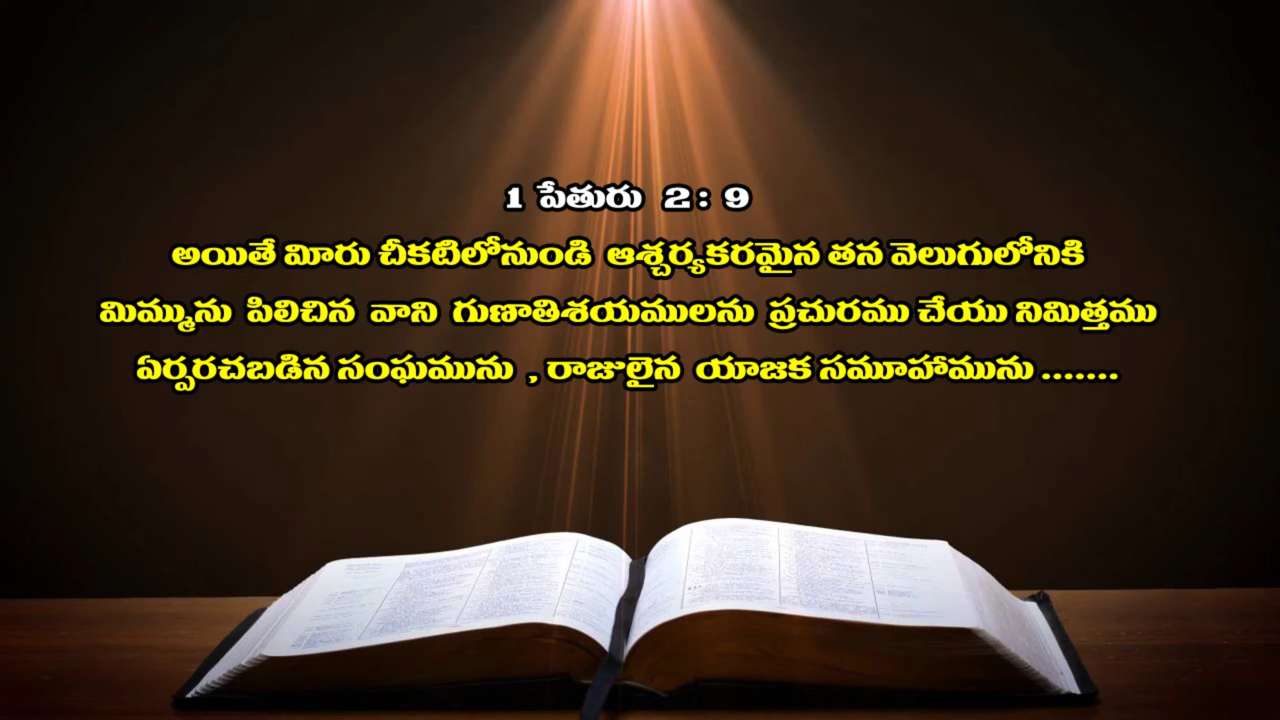 1 పేతురు 2 : 9
అయితే మీరు చీకటిలోనుండి ఆశ్చర్యకరమైన తన వెలుగులోనికి
మిమ్మును పిలిచిన వాని గుణాతిశయములను ప్రచురము చేయు నిమిత్తము
ఏర్పరచబడిన సంఘమును , రాజులైన యాజక సమూహామును .......